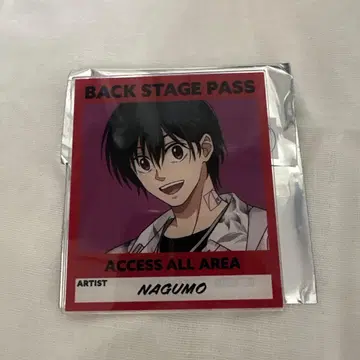 BACK STAGE PASS
ACCESS ALL AREA
ARTIST
NAGUMO